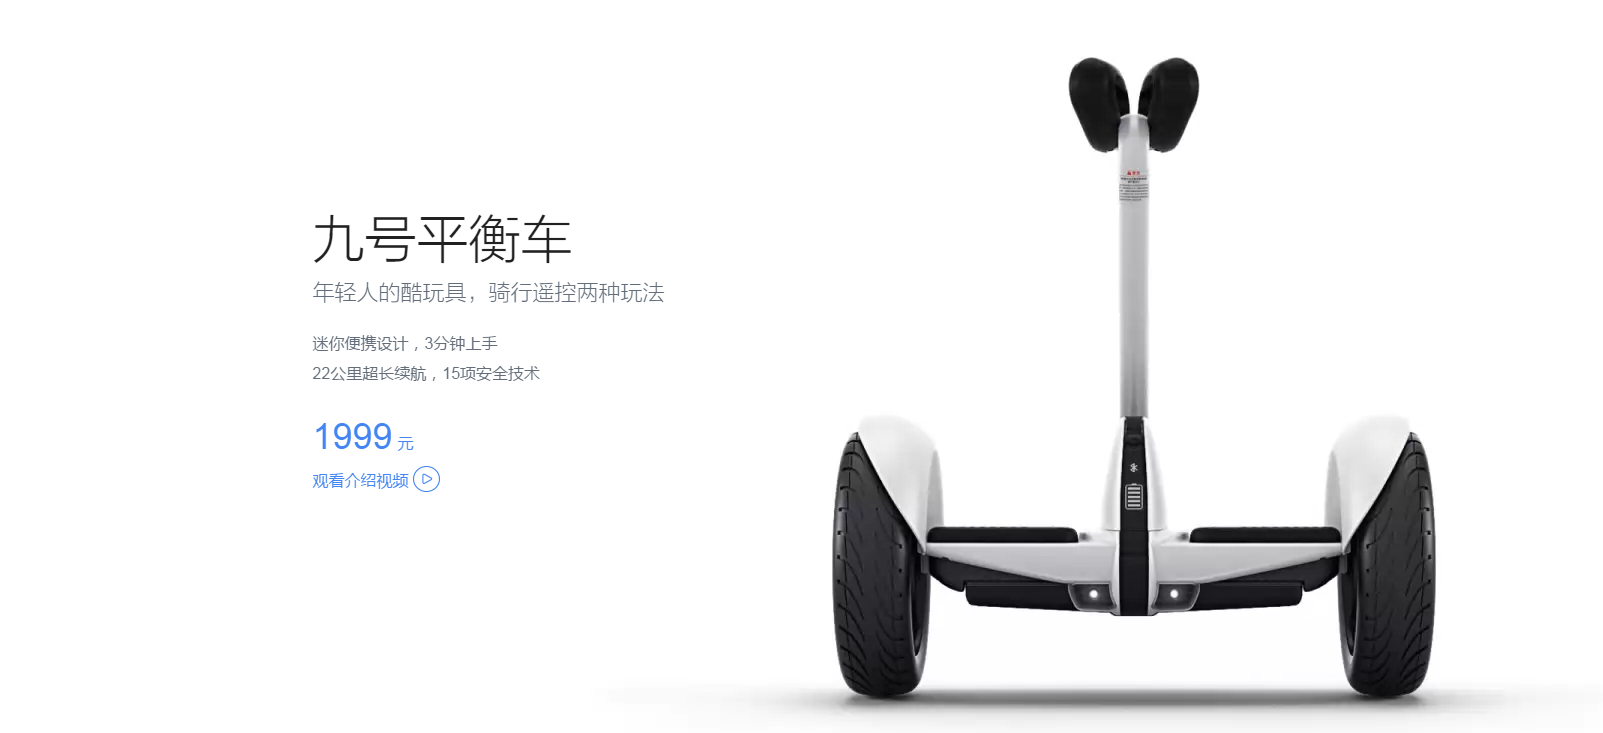 九号平衡车
年轻人的酷玩具，骑行遥控两种玩法
迷你便携设计，3分钟上手
22公里超长续航，15项安全技术
1999 元
观看介绍视频